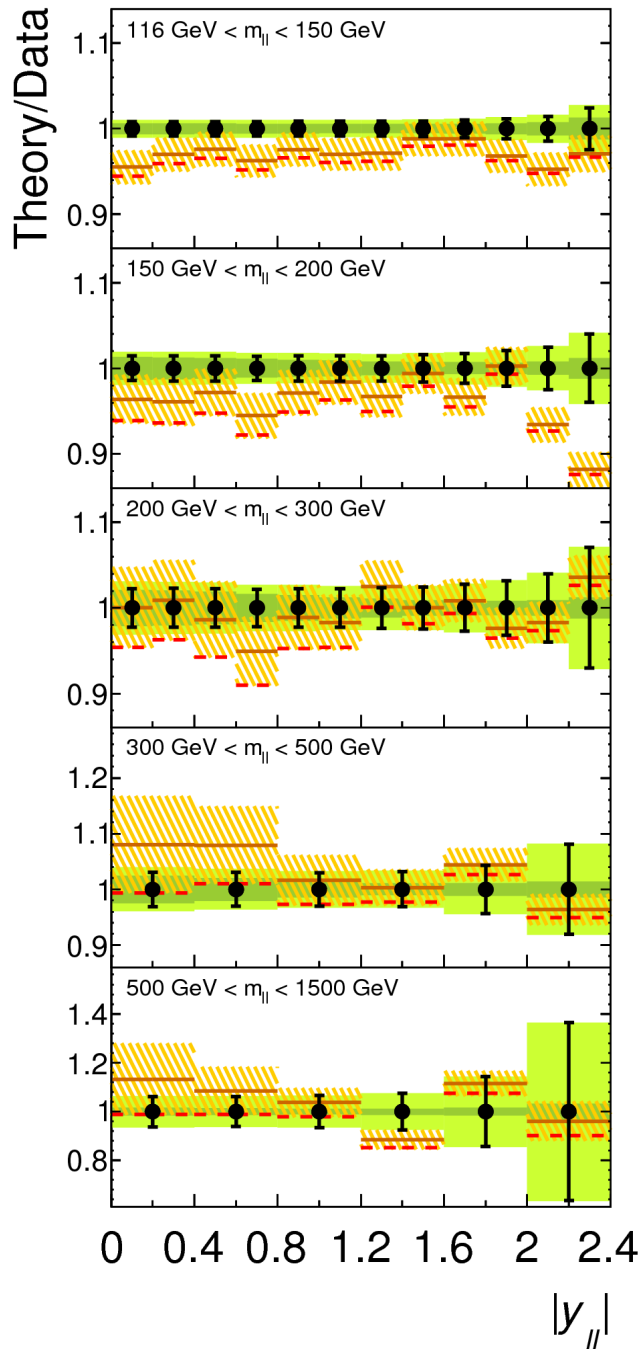 Theory/Data
116 GeV < m_ll < 150 GeV
1.1
1
0.9
150 GeV < m_ll < 200 GeV
1.1
1
0.9
200 GeV < m_ll < 300 GeV
1.1
1
0.9
300 GeV < m_ll < 500 GeV
1.2
1.1
1
0.9
500 GeV < m_ll < 1500 GeV
1.4
1.2
1
0.8
0 0.4 0.8 1.2 1.6 2 2.4
|y_ll|